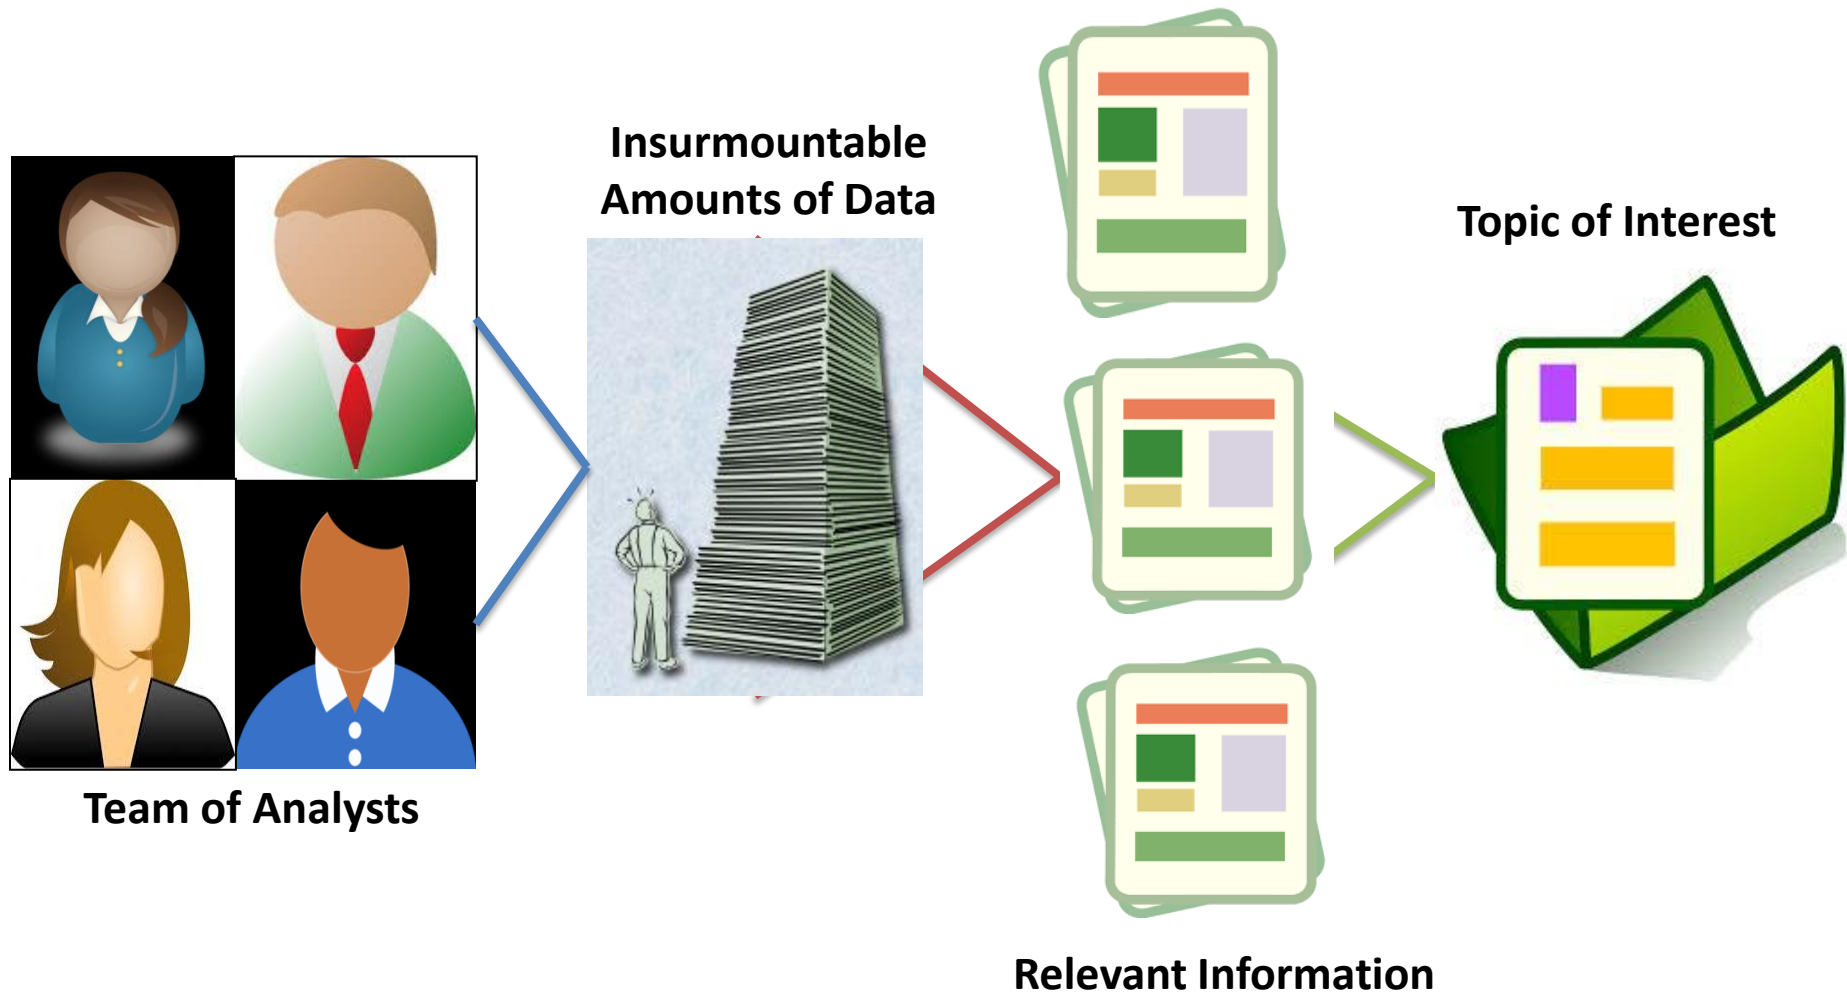 Insurmountable
Amounts of Data
Topic of Interest
Team of Analysts
Relevant Information